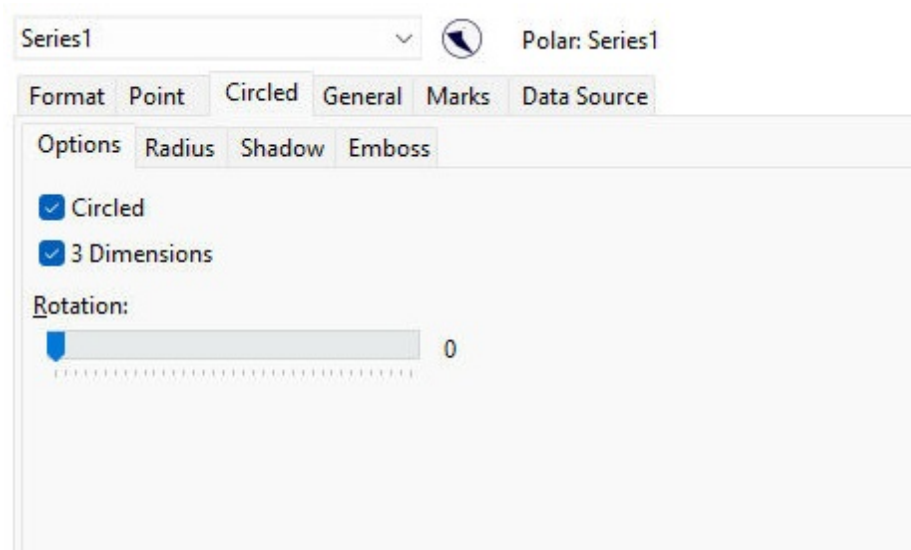 Series1 Polar: Series1
Format Point Circled General Marks Data Source
Options Radius Shadow Emboss
Circled
3 Dimensions
Rotation:
0